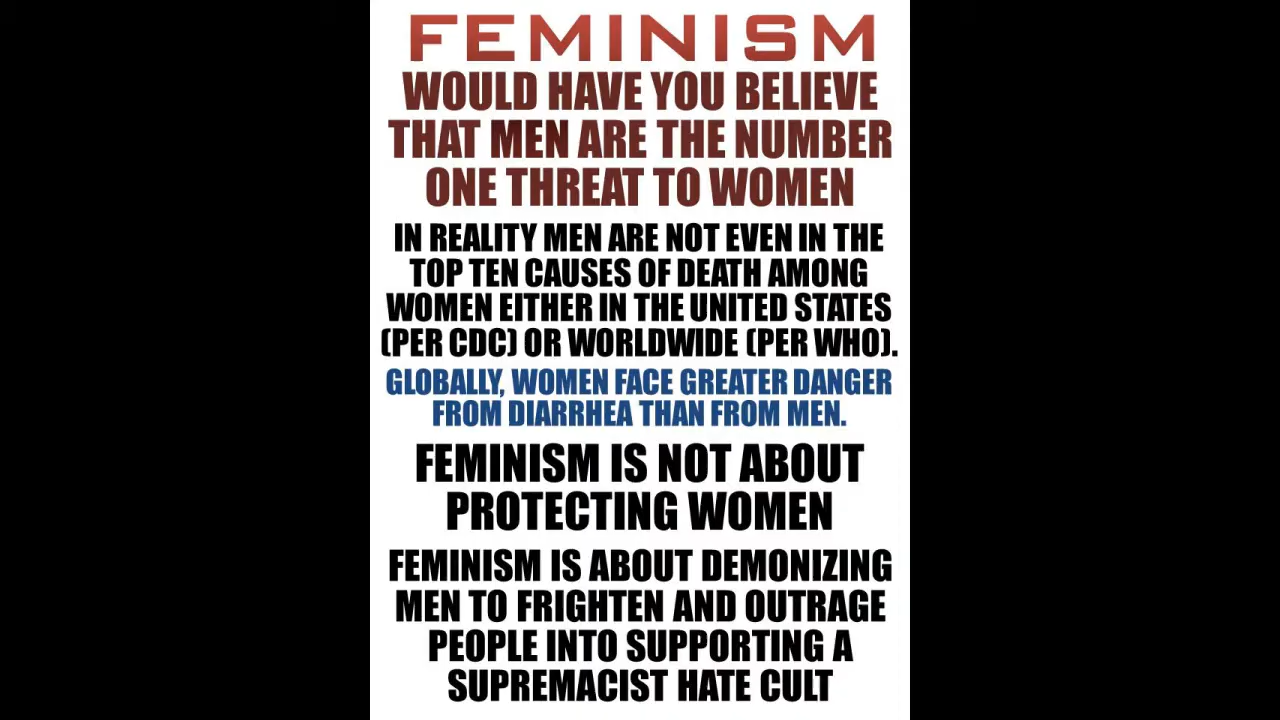 FEMINISM
WOULD HAVE YOU BELIEVE
THAT MEN ARE THE NUMBER
ONE THREAT TO WOMEN
IN REALITY MEN ARE NOT EVEN IN THE
TOP TEN CAUSES OF DEATH AMONG
WOMEN EITHER IN THE UNITED STATES
(PER CDC) OR WORLDWIDE (PER WHO).
GLOBALLY, WOMEN FACE GREATER DANGER
FROM DIARRHEA THAN FROM MEN.
FEMINISM IS NOT ABOUT
PROTECTING WOMEN
FEMINISM IS ABOUT DEMONIZING
MEN TO FRIGHTEN AND OUTRAGE
PEOPLE INTO SUPPORTING A
SUPREMACIST HATE CULT